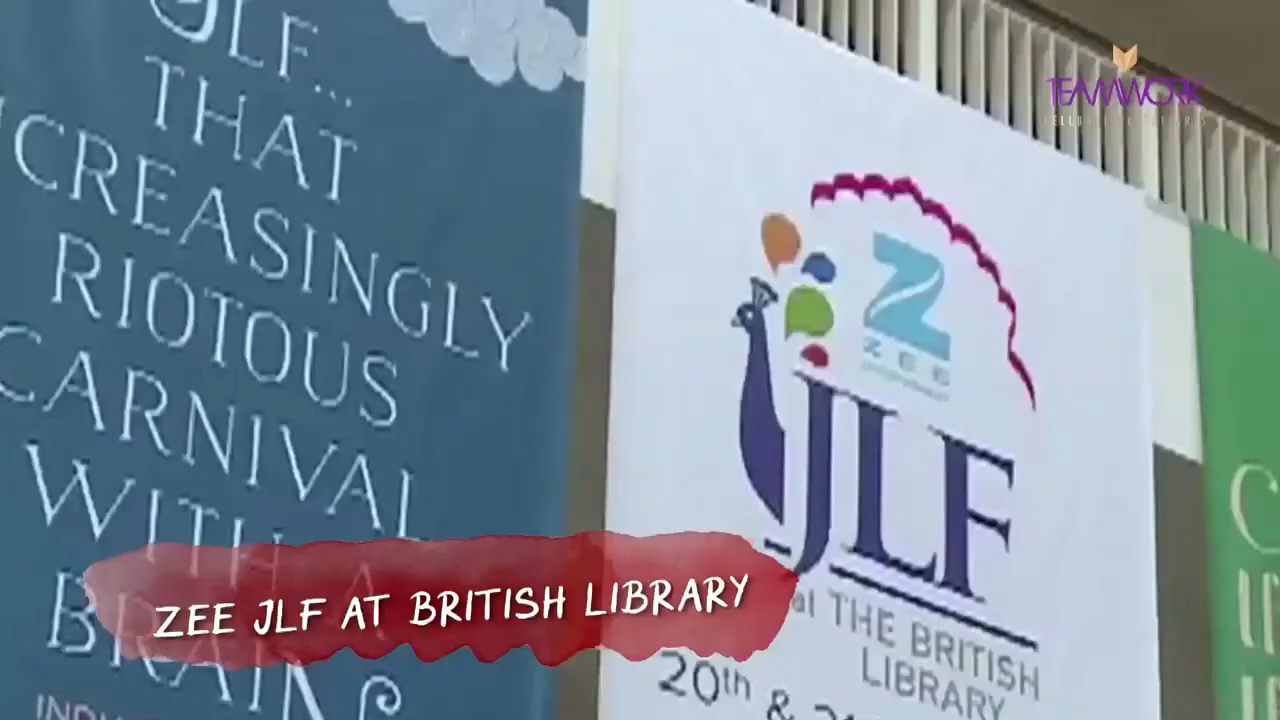 JLF...
THAT
CREASINGLY
RIOTOUS
CARNIVAL
WITH A
BRAIN
TEAMWORK
ZEE
JLF
at THE BRITISH
LIBRARY
20th &
ZEE JLF AT BRITISH LIBRARY